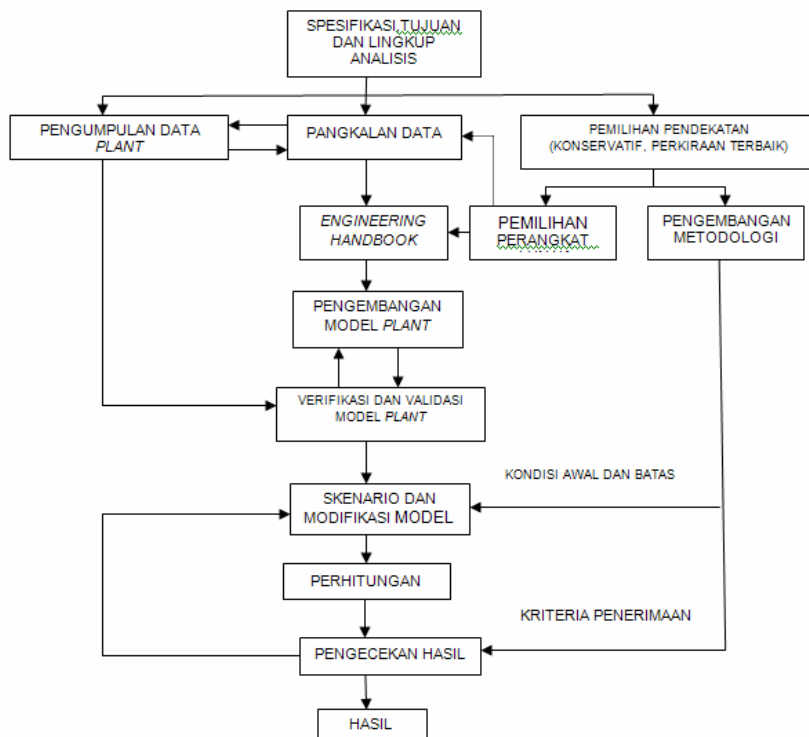 SPESIFIKASI,TUJUAN
DAN LINGKUP
ANALISIS
PENGUMPULAN DATA
PLANT
PANGKALAN DATA
PEMILIHAN PENDEKATAN
(KONSERVATIF, PERKIRAAN TERBAIK)
ENGINEERING
HANDBOOK
PEMILIHAN
PERANGKAT
PENGEMBANGAN
METODOLOGI
PENGEMBANGAN
MODEL PLANT
VERIFIKASI DAN VALIDASI
MODEL PLANT
KONDISI AWAL DAN BATAS
SKENARIO DAN
MODIFIKASI MODEL
PERHITUNGAN
KRITERIA PENERIMAAN
PENGECEKAN HASIL
HASIL